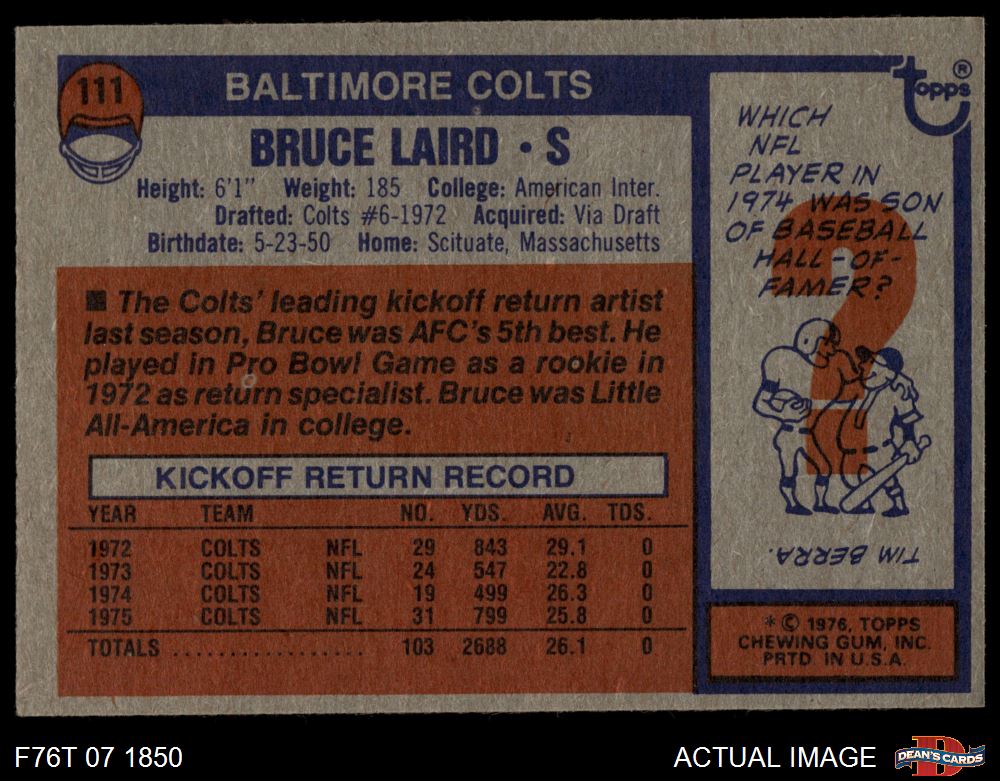 111
BALTIMORE COLTS
BRUCE LAIRD • S
Height: 6'1" Weight: 185 College: American Inter.
Drafted: Colts #6-1972 Acquired: Via Draft
Birthdate: 5-23-50 Home: Scituate, Massachusetts
■ The Colts' leading kickoff return artist
last season, Bruce was AFC's 5th best. He
played in Pro Bowl Game as a rookie in
1972 as return specialist. Bruce was Little
All-America in college.
KICKOFF RETURN RECORD
YEAR TEAM NO. YDS. AVG. TDS.
1972 COLTS NFL 29 843 29.1 0
1973 COLTS NFL 24 547 22.8 0
1974 COLTS NFL 19 499 26.3 0
1975 COLTS NFL 31 799 25.8 0
TOTALS .................. 103 2688 26.1 0
topps®
WHICH
NFL
PLAYER IN
1974 WAS SON
OF BASEBALL
HALL-OF-
FAMER?
?
TIM BERRA.
* © 1976, TOPPS
CHEWING GUM, INC.
PRTD. IN U.S.A.
F76T 07 1850
ACTUAL IMAGE
D
DEAN'S CARDS